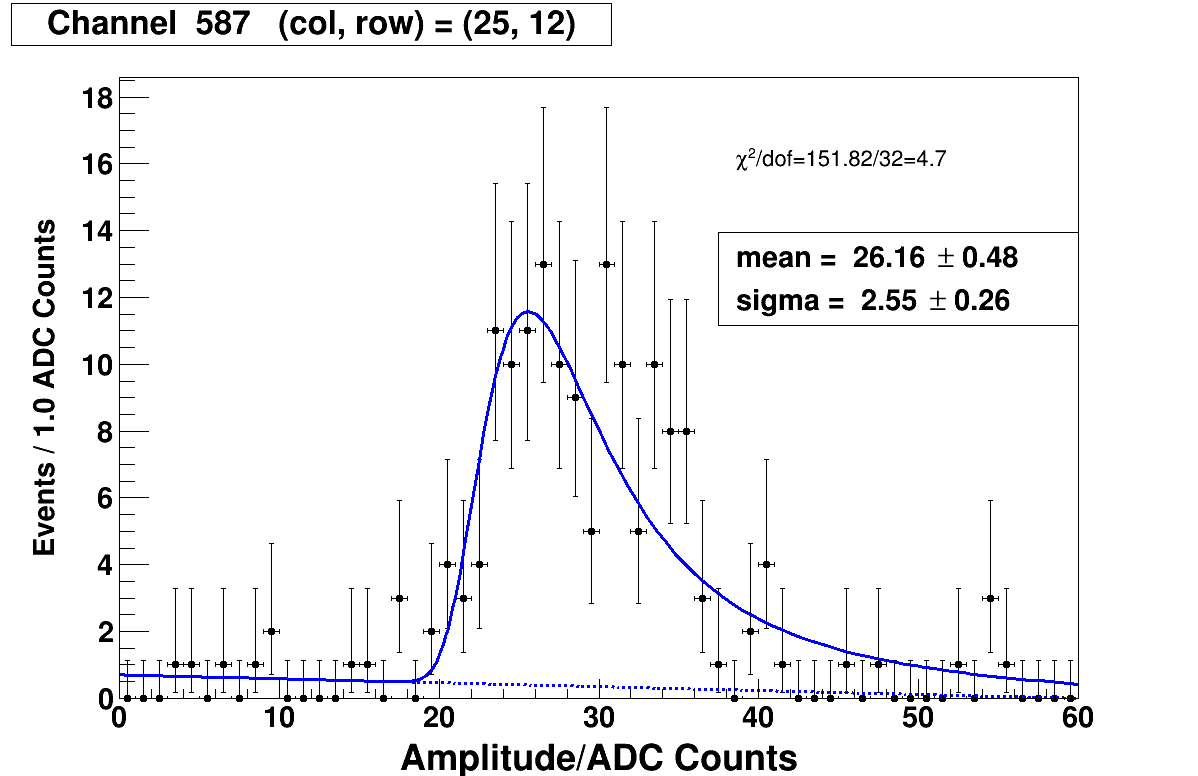 Channel 587 (col, row) = (25, 12)
18
16
14
12
10
8
6
4
2
0
Events / 1.0 ADC Counts
χ²/dof=151.82/32=4.7
mean = 26.16 ± 0.48
sigma = 2.55 ± 0.26
0 10 20 30 40 50 60
Amplitude/ADC Counts